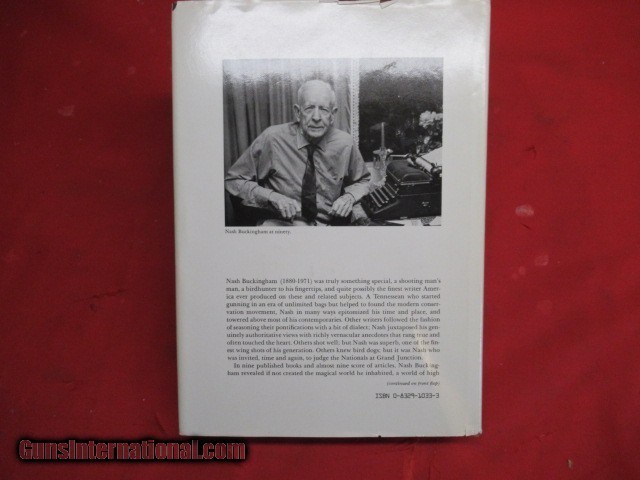 Nash Buckingham at ninety.
Nash Buckingham (1880-1971) was truly something special, a shooting man's
man, a birdhunter to his fingertips, and quite possibly the finest writer Amer-
ica ever produced on these and related subjects. A Tennessean who started
gunning in an era of unlimited bags but helped to found the modern conser-
vation movement, Nash in many ways epitomized his time and place, and
towered above most of his contemporaries. Other writers followed the fashion
of seasoning their pontifications with a bit of dialect; Nash juxtaposed his gen-
uinely authoritative views with richly vernacular anecdotes that rang true and
often touched the heart. Others shot well; but Nash was superb, one of the fin-
est wing shots of his generation. Others knew bird dogs; but it was Nash who
was invited, time and again, to judge the Nationals at Grand Junction.
In nine published books and almost nine score of articles, Nash Bucking-
ham revealed if not created the magical world he inhabited, a world of high
(continued on front flap)
ISBN 0-8329-1033-3
GunsInternational.com